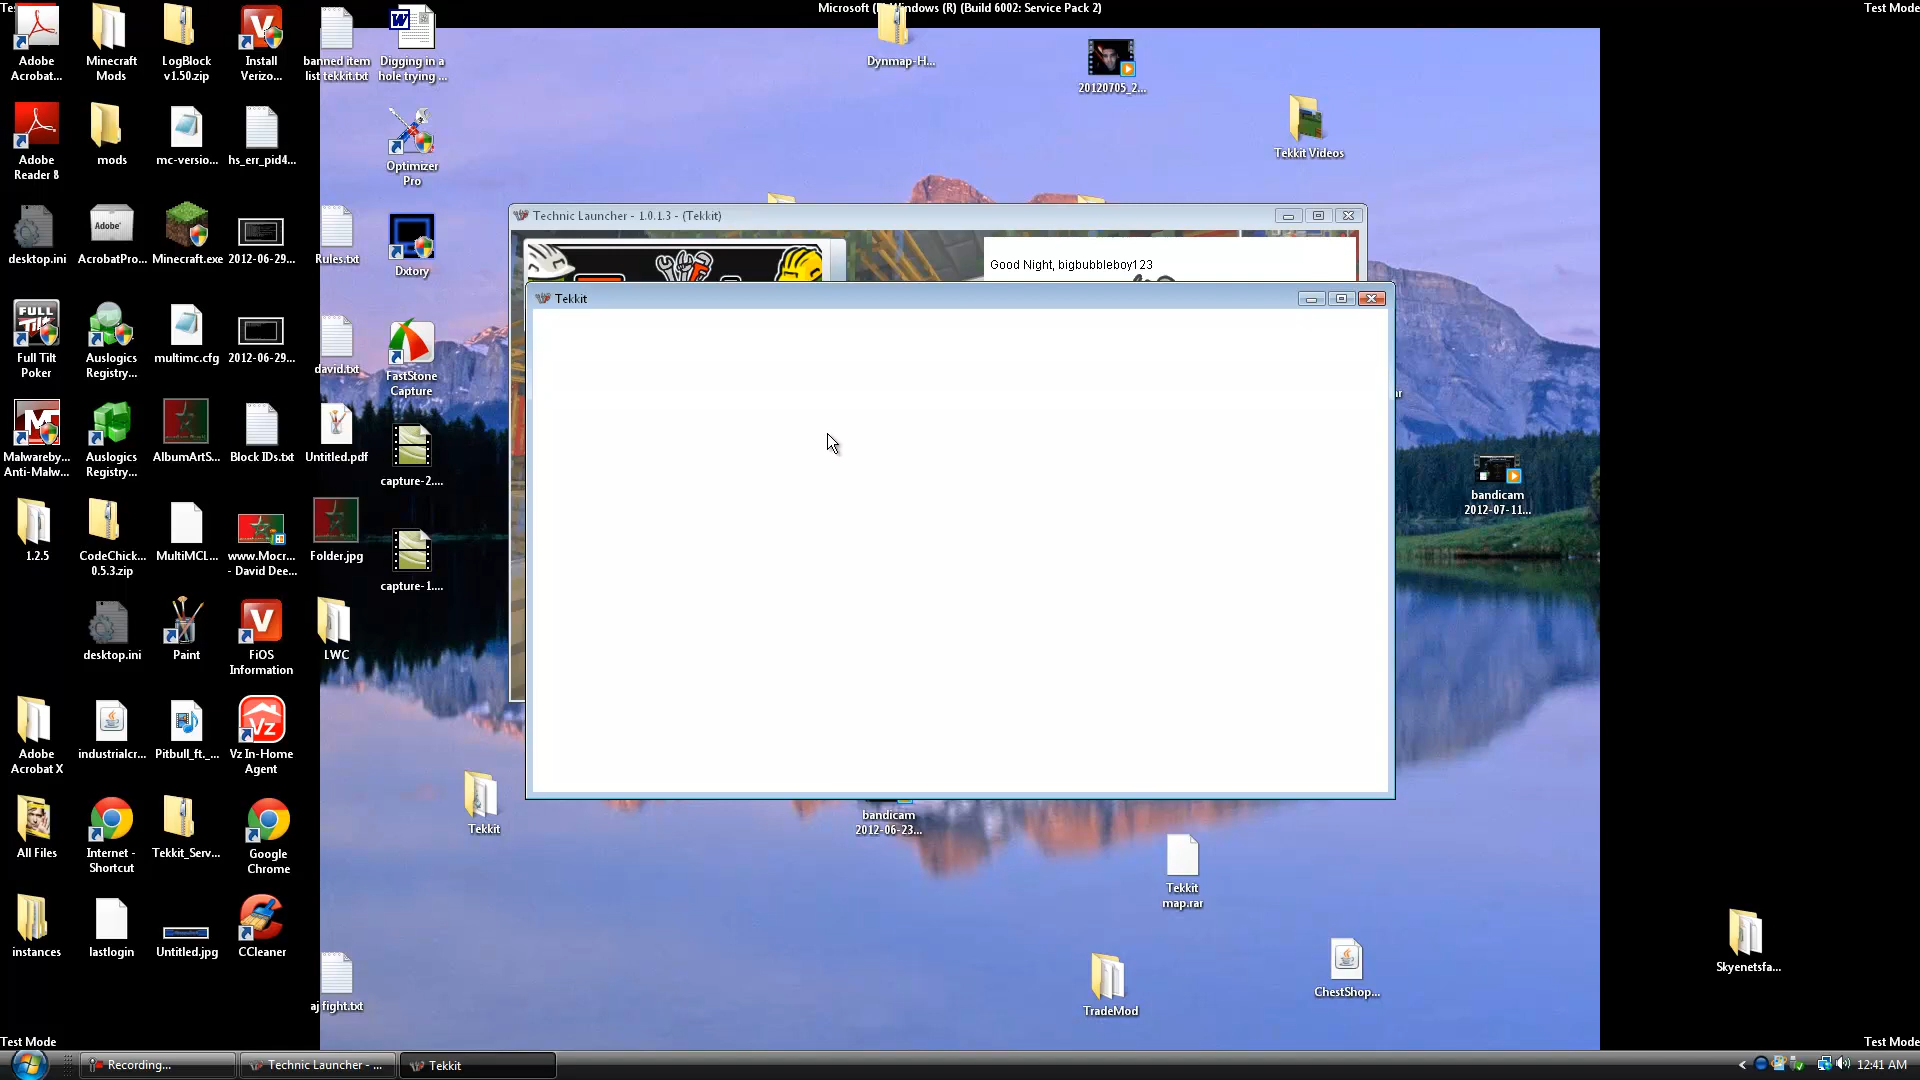 Test Mode
Microsoft (R) Windows (R) (Build 6002: Service Pack 2)
Test Mode
Adobe
Acrobat...
Minecraft
Mods
LogBlock
v1.50.zip
Install
Verizo...
banned item
list tekkit.txt
Digging in a
hole trying ...
Dynmap-H...
20120705_2...
Tekkit Videos
Adobe
Reader 8
mods
mc-versio...
hs_err_pid4...
Optimizer
Pro
desktop.ini
Adobe
AcrobatPro...
Minecraft.exe
2012-06-29...
Rules.txt
Dxtory
Technic Launcher - 1.0.1.3 - (Tekkit)
Good Night, bigbubbleboy123
Tekkit
FULL
TiLT
Full Tilt
Poker
Auslogics
Registry...
multimc.cfg
2012-06-29...
david.txt
FastStone
Capture
Malwareby...
Anti-Malw...
Auslogics
Registry...
AlbumArtS...
Block IDs.txt
Untitled.pdf
capture-2....
bandicam
2012-07-11...
1.2.5
CodeChick...
0.5.3.zip
MultiMCL...
www.Mocr...
- David Dee...
Folder.jpg
capture-1....
desktop.ini
Paint
FiOS
Information
LWC
Adobe
Acrobat X
industrialcr...
Pitbull_ft._...
Vz
Vz In-Home
Agent
Tekkit
bandicam
2012-06-23...
All Files
Internet -
Shortcut
Tekkit_Serv...
Google
Chrome
Tekkit
map.rar
instances
lastlogin
Untitled.jpg
CCleaner
aj fight.txt
TradeMod
ChestShop...
Skyenetsfa...
Test Mode
Test Mode
Recording...
Technic Launcher - ...
Tekkit
12:41 AM